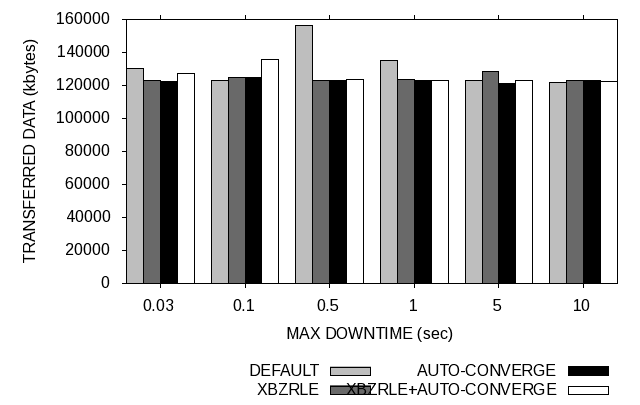 160000
140000
120000
100000
80000
60000
40000
20000
0
TRANSFERRED DATA (kbytes)
0.03 0.1 0.5 1 5 10
MAX DOWNTIME (sec)
DEFAULT AUTO-CONVERGE
XBZRLE XBZRLE+AUTO-CONVERGE